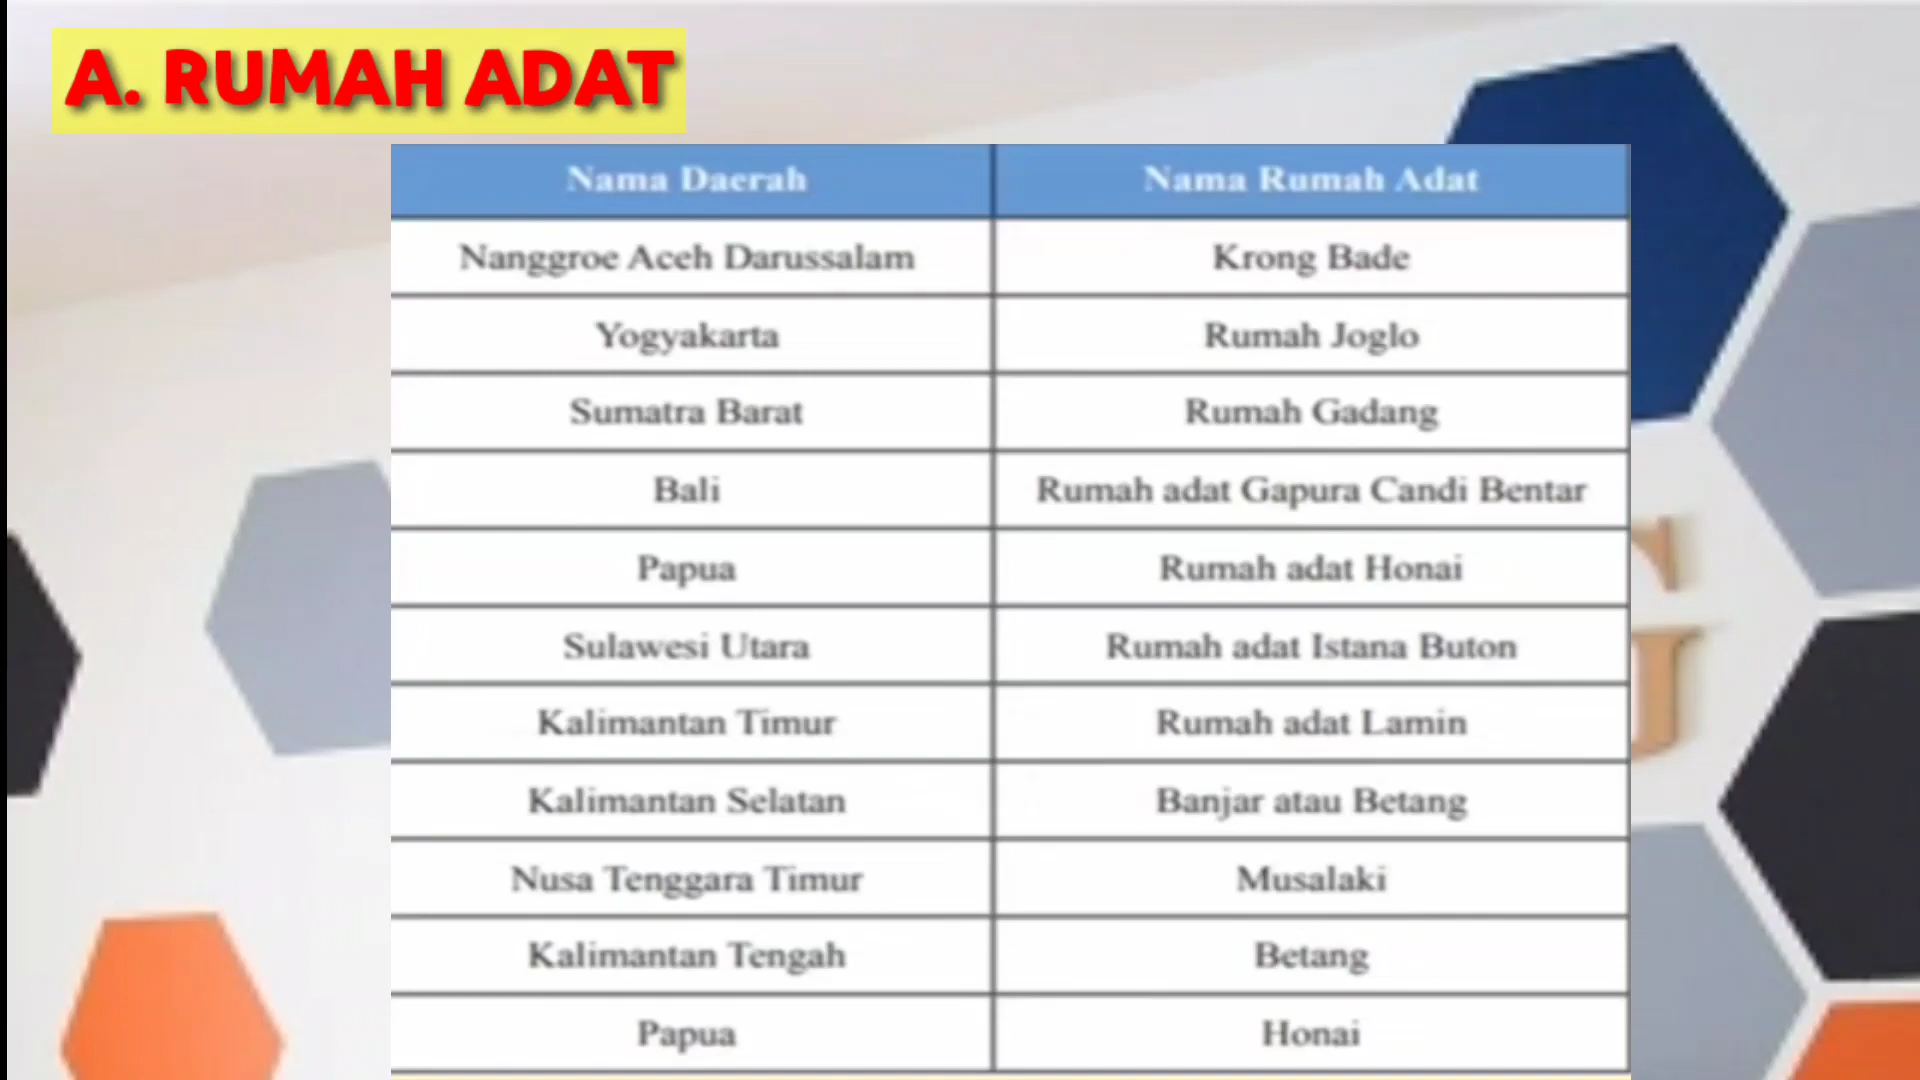 A. RUMAH ADAT
Nama Daerah Nama Rumah Adat
Nanggroe Aceh Darussalam Krong Bade
Yogyakarta Rumah Joglo
Sumatra Barat Rumah Gadang
Bali Rumah adat Gapura Candi Bentar
Papua Rumah adat Honai
Sulawesi Utara Rumah adat Istana Buton
Kalimantan Timur Rumah adat Lamin
Kalimantan Selatan Banjar atau Betang
Nusa Tenggara Timur Musalaki
Kalimantan Tengah Betang
Papua Honai